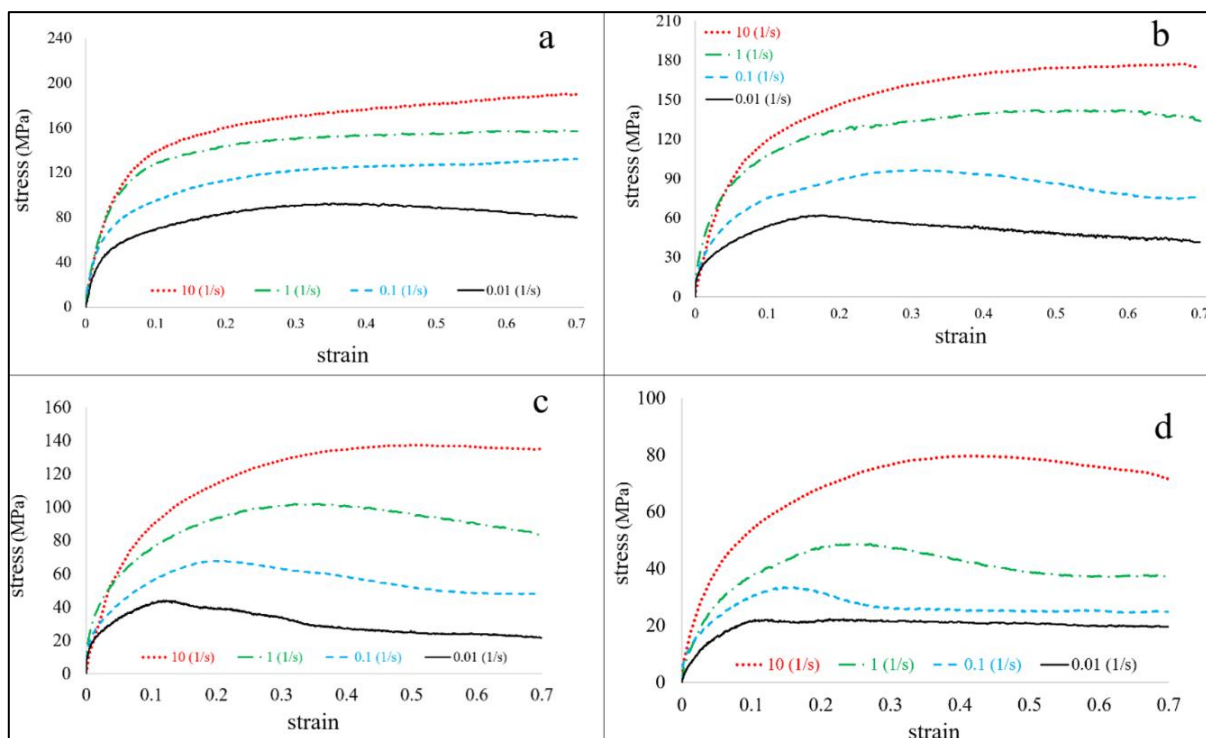 a
240
200
160
120
80
40
0
stress (MPa)
10 (1/s) 1 (1/s) 0.1 (1/s) 0.01 (1/s)
0 0.1 0.2 0.3 0.4 0.5 0.6 0.7
strain
b
210
180
150
120
90
60
30
0
stress (MPa)
10 (1/s)
1 (1/s)
0.1 (1/s)
0.01 (1/s)
0 0.1 0.2 0.3 0.4 0.5 0.6 0.7
strain
c
160
140
120
100
80
60
40
20
0
stress (MPa)
10 (1/s) 1 (1/s) 0.1 (1/s) 0.01 (1/s)
0 0.1 0.2 0.3 0.4 0.5 0.6 0.7
strain
d
100
80
60
40
20
0
stress (MPa)
10 (1/s) 1 (1/s) 0.1 (1/s) 0.01 (1/s)
0 0.1 0.2 0.3 0.4 0.5 0.6 0.7
strain